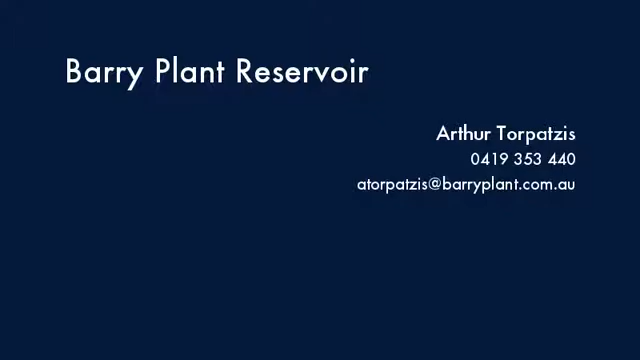 Barry Plant Reservoir
Arthur Torpatzis
0419 353 440
atorpatzis@barryplant.com.au